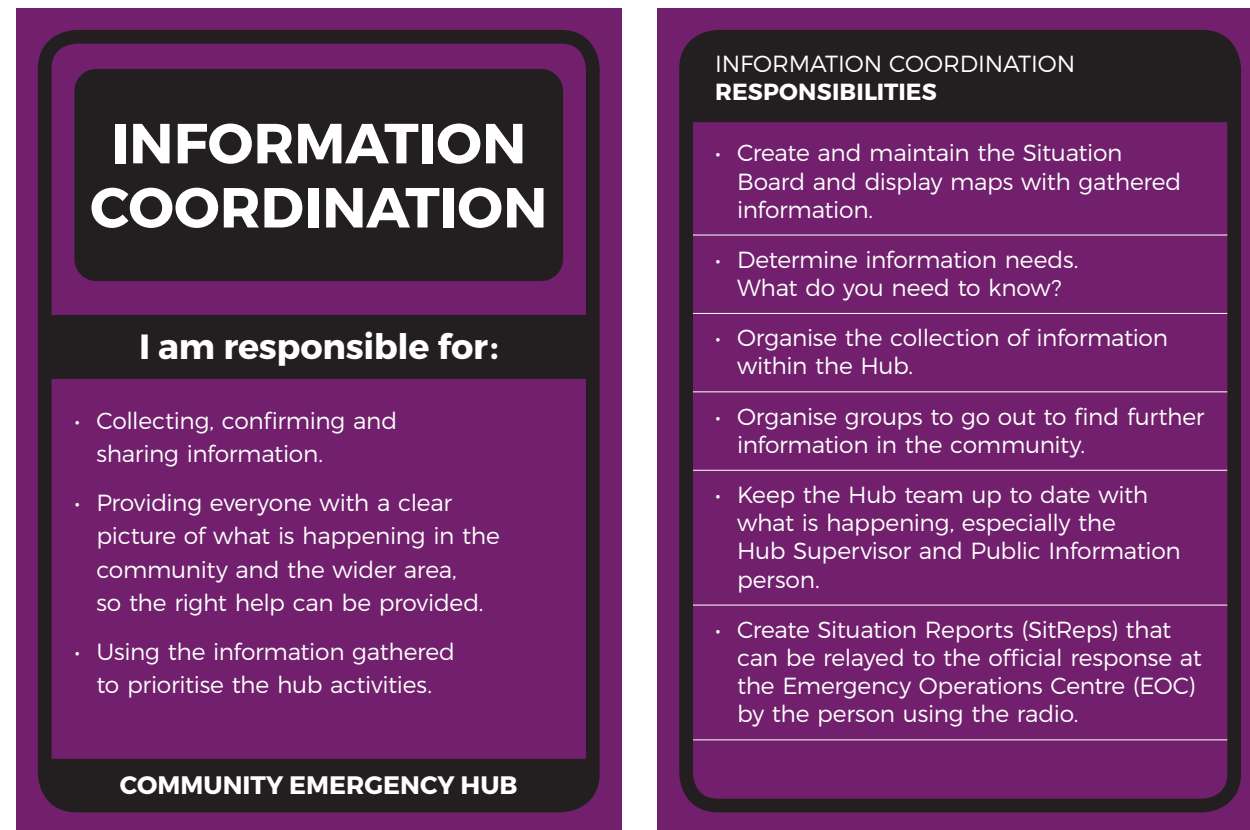 INFORMATION
COORDINATION
I am responsible for:
• Collecting, confirming and
sharing information.
• Providing everyone with a clear
picture of what is happening in the
community and the wider area,
so the right help can be provided.
• Using the information gathered
to prioritise the hub activities.
COMMUNITY EMERGENCY HUB
INFORMATION COORDINATION
RESPONSIBILITIES
• Create and maintain the Situation
Board and display maps with gathered
information.
• Determine information needs.
What do you need to know?
• Organise the collection of information
within the Hub.
• Organise groups to go out to find further
information in the community.
• Keep the Hub team up to date with
what is happening, especially the
Hub Supervisor and Public Information
person.
• Create Situation Reports (SitReps) that
can be relayed to the official response at
the Emergency Operations Centre (EOC)
by the person using the radio.